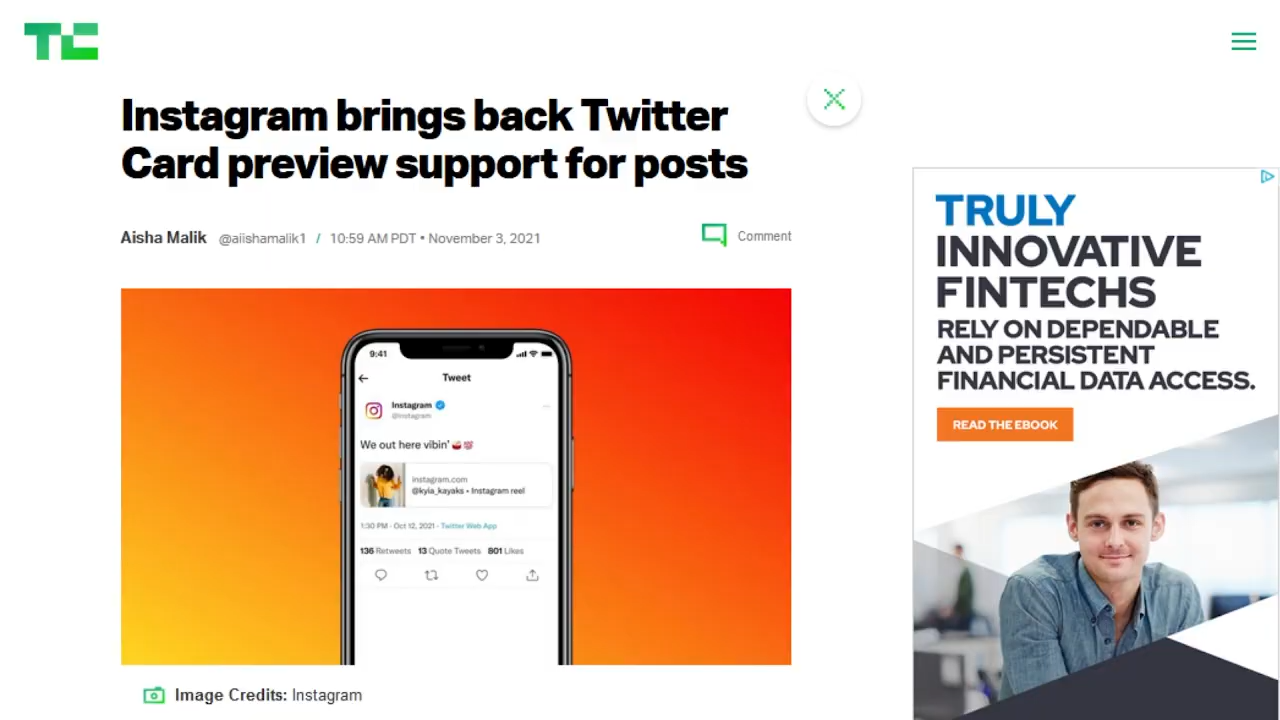 TC
Instagram brings back Twitter
Card preview support for posts
Aisha Malik @aiishamalik1 / 10:59 AM PDT • November 3, 2021
Comment
9:41
Tweet
Instagram
@instagram
We out here vibin'
instagram.com
@kyia_kayaks • Instagram reel
1:30 PM · Oct 12, 2021 · Twitter Web App
136 Retweets 13 Quote Tweets 801 Likes
Image Credits: Instagram
TRULY
INNOVATIVE
FINTECHS
RELY ON DEPENDABLE
AND PERSISTENT
FINANCIAL DATA ACCESS.
READ THE EBOOK